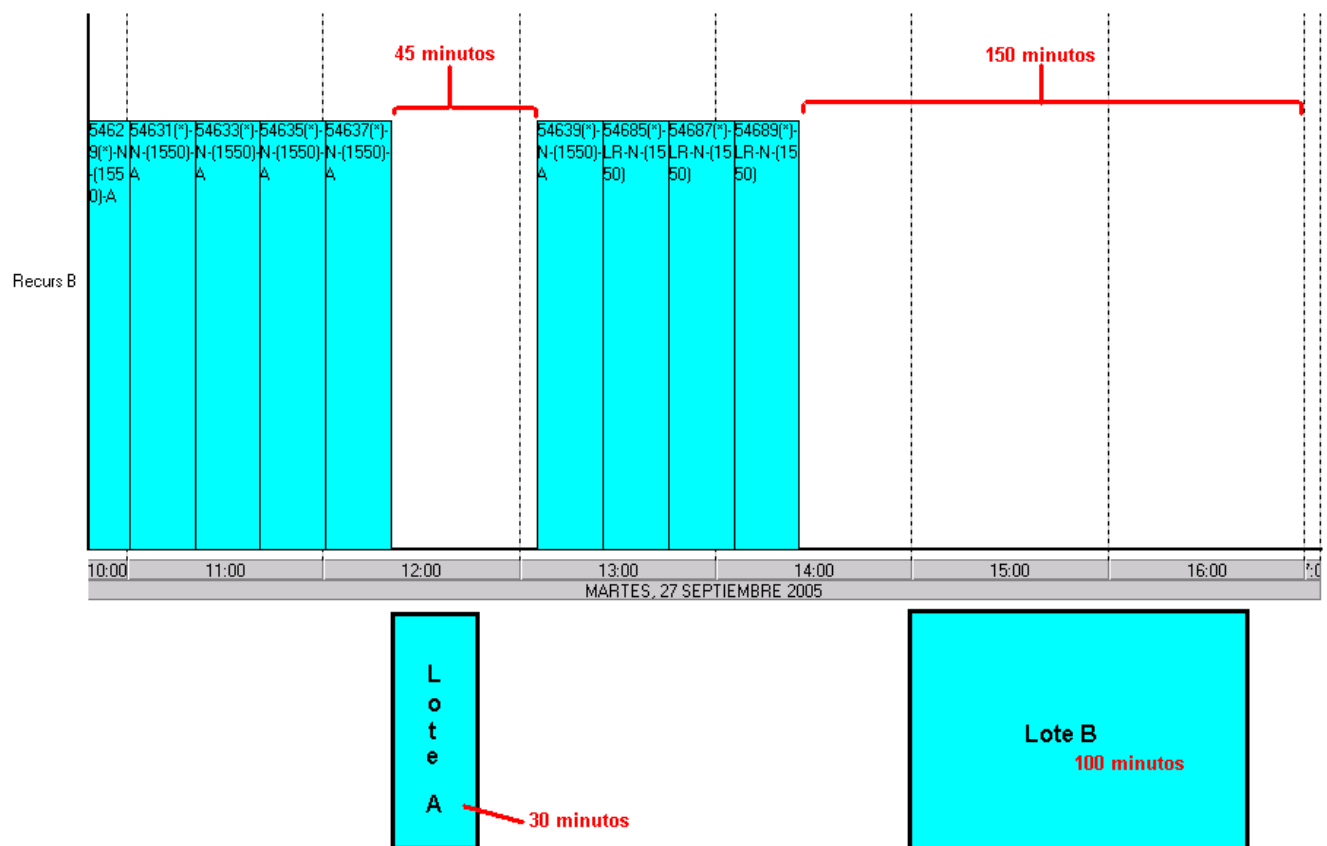 45 minutos
150 minutos
5462
9(*)-N
-(155
0)-A
54631(*)-
N-(1550)-
A
54633(*)-
N-(1550)-
A
54635(*)-
N-(1550)-
A
54637(*)-
N-(1550)-
A
54639(*)-
N-(1550)-
A
54685(*)-
LR-N-(15
50)
54687(*)-
LR-N-(15
50)
54689(*)-
LR-N-(15
50)
Recurs B
10:00 11:00 12:00 13:00 14:00 15:00 16:00
MARTES, 27 SEPTIEMBRE 2005
L
o
t
e
A
30 minutos
Lote B
100 minutos